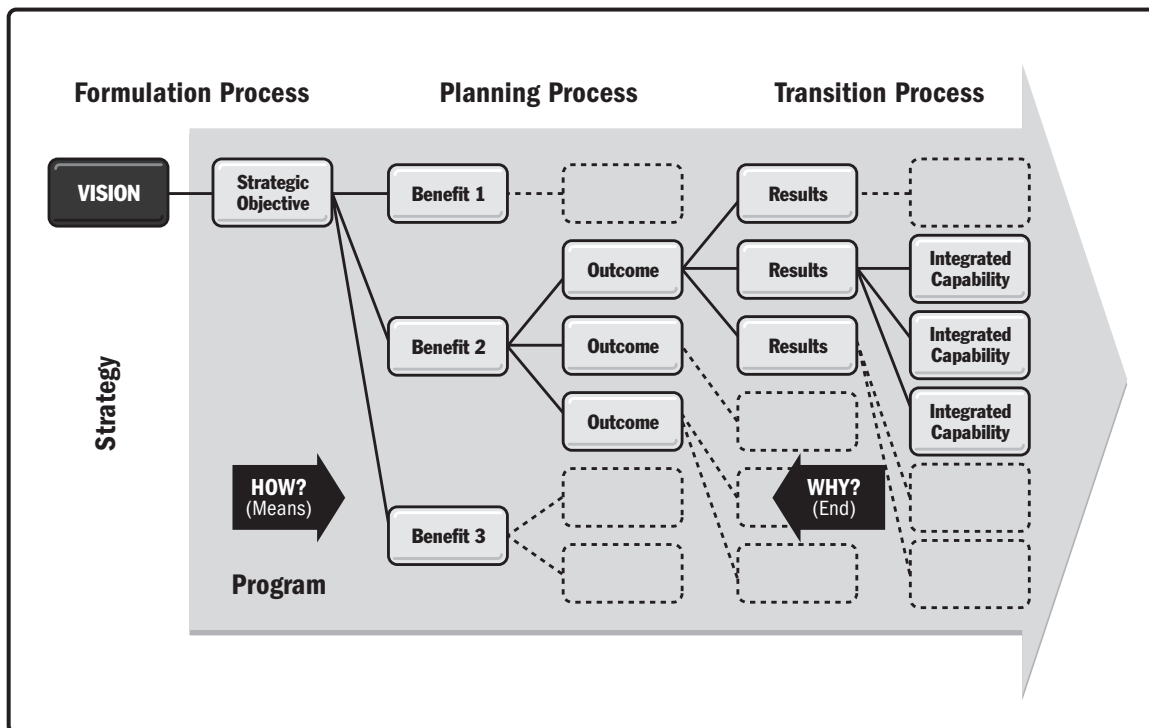 Formulation Process
Planning Process
Transition Process
VISION
Strategic
Objective
Benefit 1
Results
Outcome
Results
Integrated
Capability
Benefit 2
Outcome
Results
Integrated
Capability
Outcome
Integrated
Capability
Strategy
HOW?
(Means)
WHY?
(End)
Benefit 3
Program